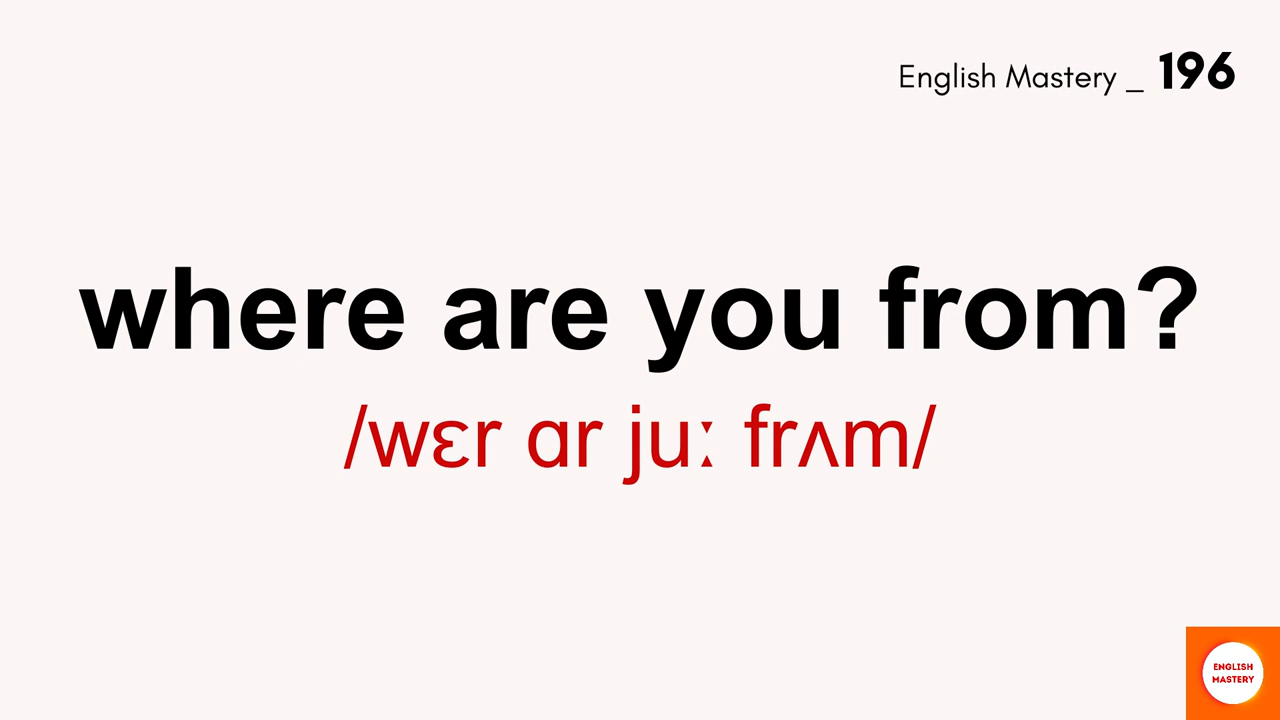 English Mastery _ 196
where are you from?
/wɛr ɑr juː frʌm/
ENGLISH
MASTERY